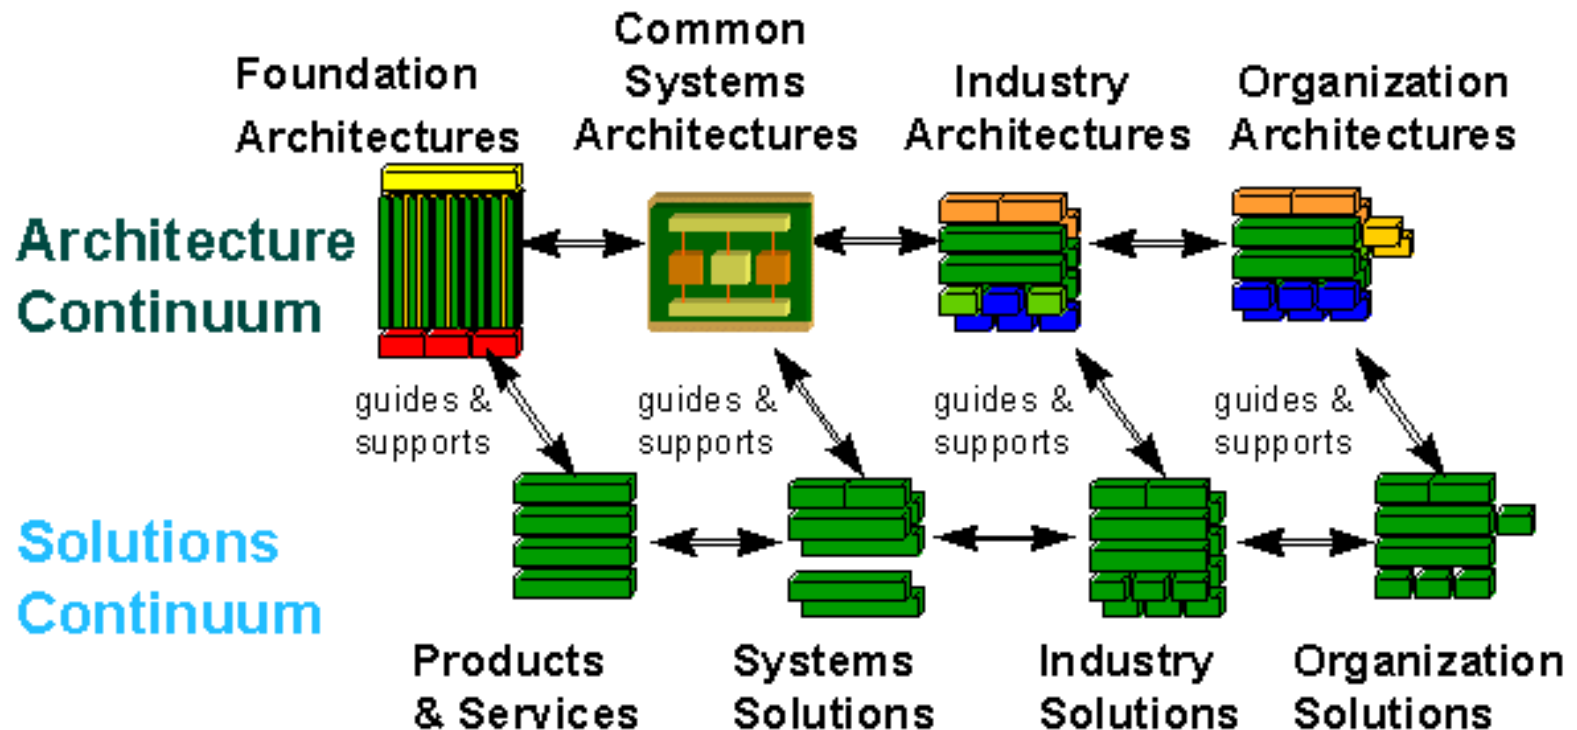 Foundation
Architectures
Common
Systems
Architectures
Industry
Architectures
Organization
Architectures
Architecture
Continuum
guides &
supports
guides &
supports
guides &
supports
guides &
supports
Solutions
Continuum
Products
& Services
Systems
Solutions
Industry
Solutions
Organization
Solutions